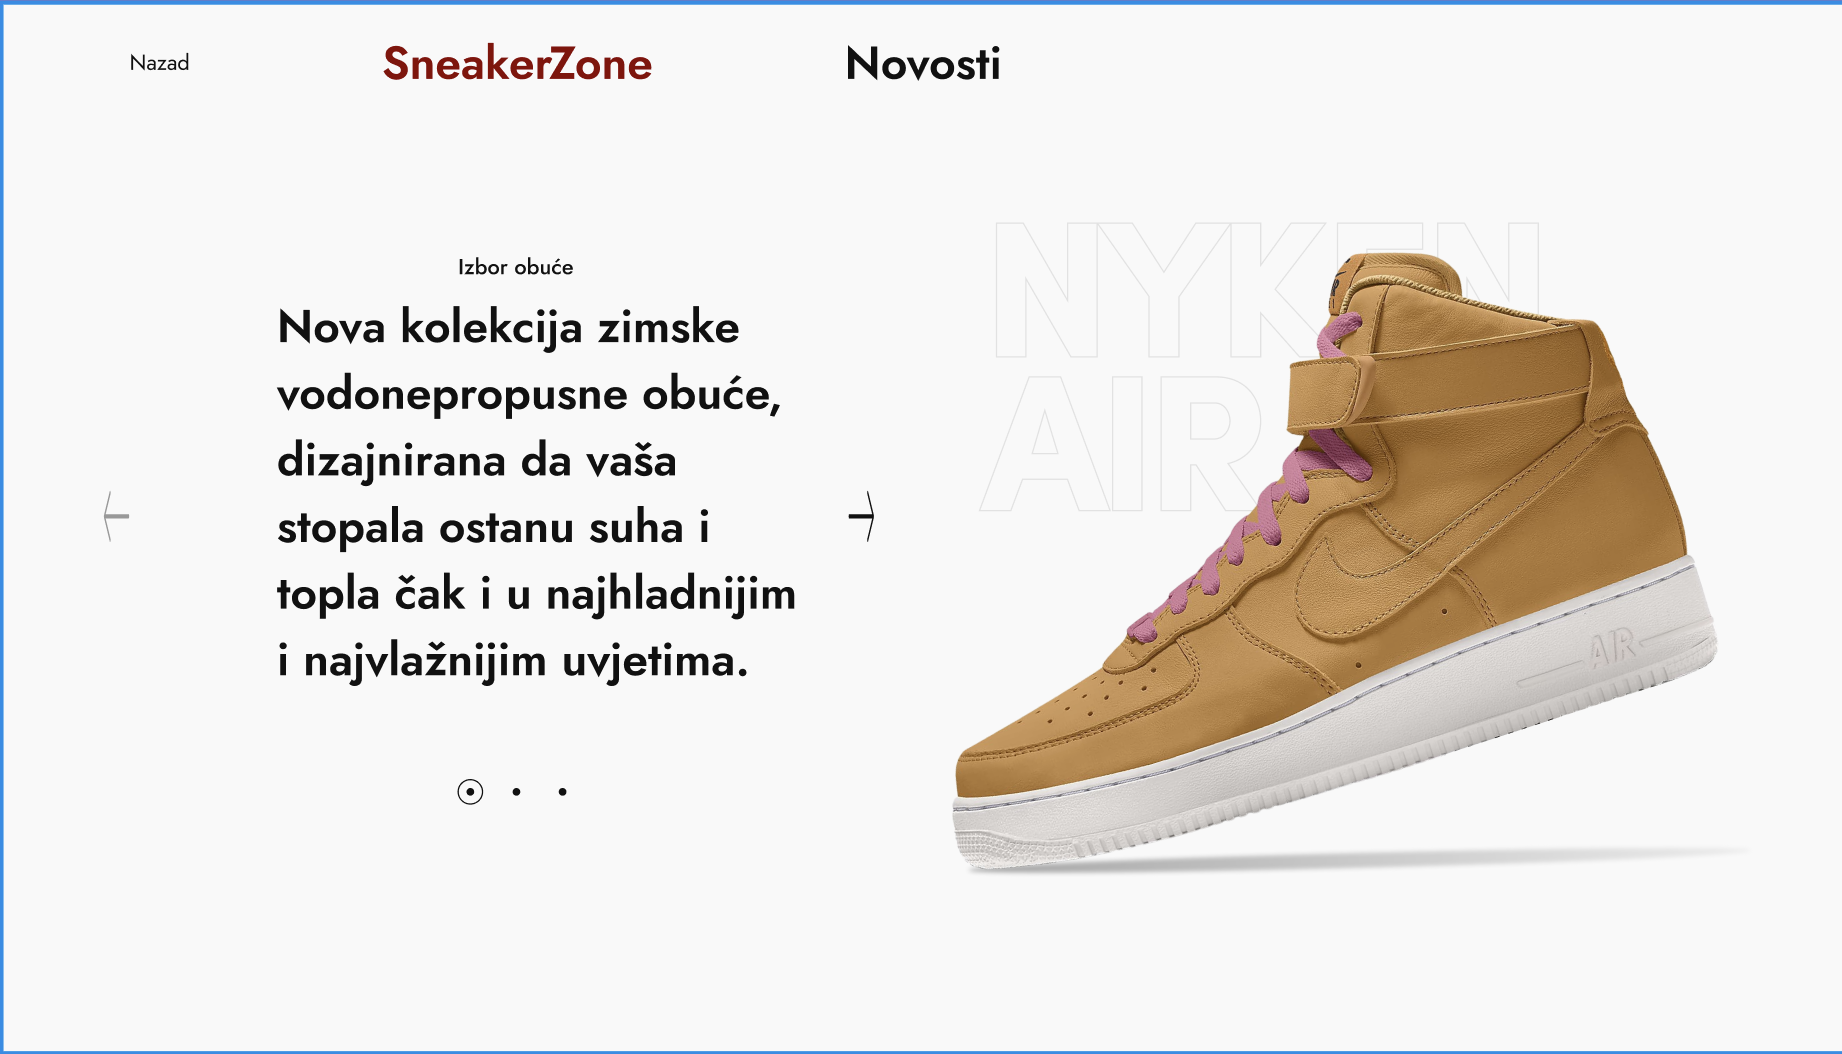 Nazad
SneakerZone
Novosti
Izbor obuće
Nova kolekcija zimske
vodonepropusne obuće,
dizajnirana da vaša
stopala ostanu suha i
topla čak i u najhladnijim
i najvlažnijim uvjetima.
NYKEN
AIR
AIR